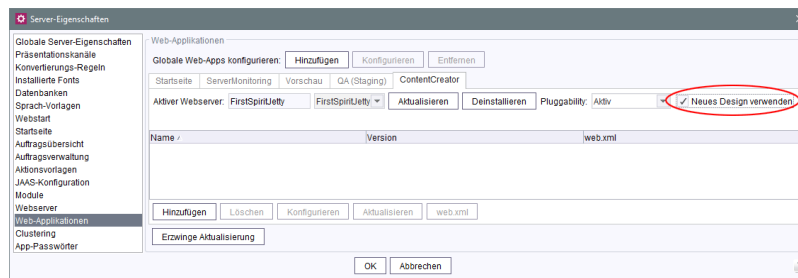 Server-Eigenschaften
Globale Server-Eigenschaften
Präsentationskanäle
Konvertierungs-Regeln
Installierte Fonts
Datenbanken
Sprach-Vorlagen
Webstart
Startseite
Auftragsübersicht
Auftragsverwaltung
Aktionsvorlagen
JAAS-Konfiguration
Module
Webserver
Web-Applikationen
Clustering
App-Passwörter
Web-Applikationen
Globale Web-Apps konfigurieren: Hinzufügen Konfigurieren Entfernen
Startseite ServerMonitoring Vorschau QA (Staging) ContentCreator
Aktiver Webserver: FirstSpiritJetty FirstSpiritJetty Aktualisieren Deinstallieren Pluggability: Aktiv Neues Design verwenden
Name Version web.xml
Hinzufügen Löschen Konfigurieren Aktualisieren web.xml
Erzwinge Aktualisierung
OK Abbrechen